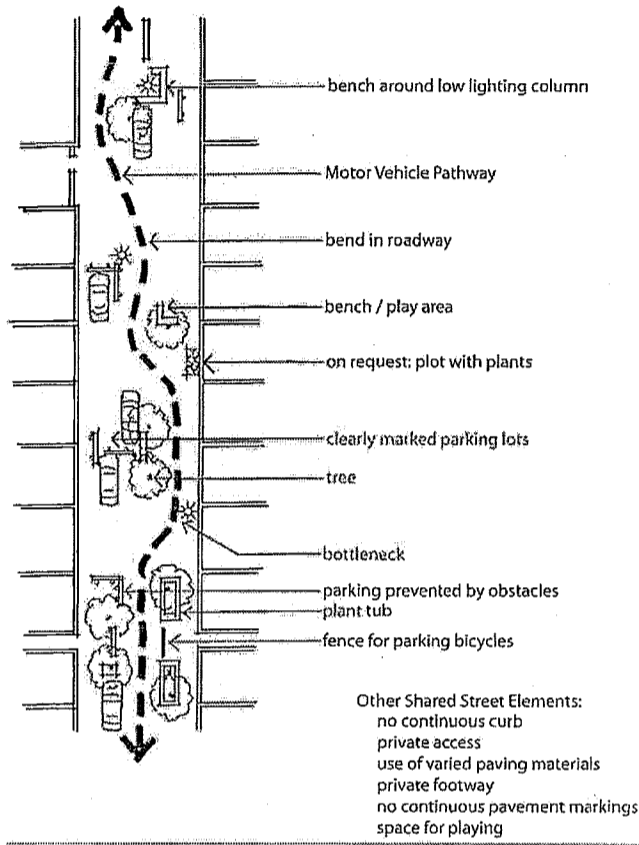 bench around low lighting column
Motor Vehicle Pathway
bend in roadway
bench / play area
on request: plot with plants
clearly marked parking lots
tree
bottleneck
parking prevented by obstacles
plant tub
fence for parking bicycles
Other Shared Street Elements:
no continuous curb
private access
use of varied paving materials
private footway
no continuous pavement markings
space for playing